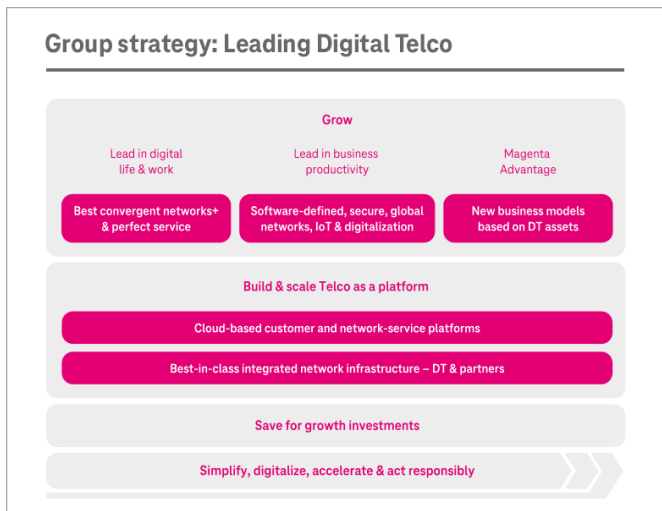 Group strategy: Leading Digital Telco
Grow
Lead in digital
life & work
Lead in business
productivity
Magenta
Advantage
Best convergent networks+
& perfect service
Software-defined, secure, global
networks, IoT & digitalization
New business models
based on DT assets
Build & scale Telco as a platform
Cloud-based customer and network-service platforms
Best-in-class integrated network infrastructure – DT & partners
Save for growth investments
Simplify, digitalize, accelerate & act responsibly